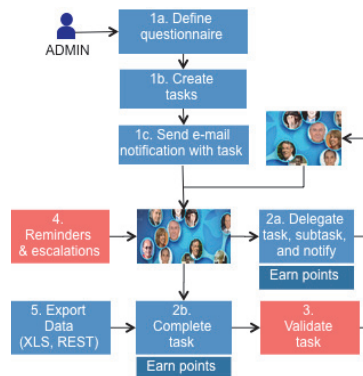 ADMIN
1a. Define
questionnaire
1b. Create
tasks
1c. Send e-mail
notification with task
4.
Reminders
& escalations
2a. Delegate
task, subtask,
and notify
Earn points
5. Export
Data
(XLS, REST)
2b.
Complete
task
Earn points
3.
Validate
task